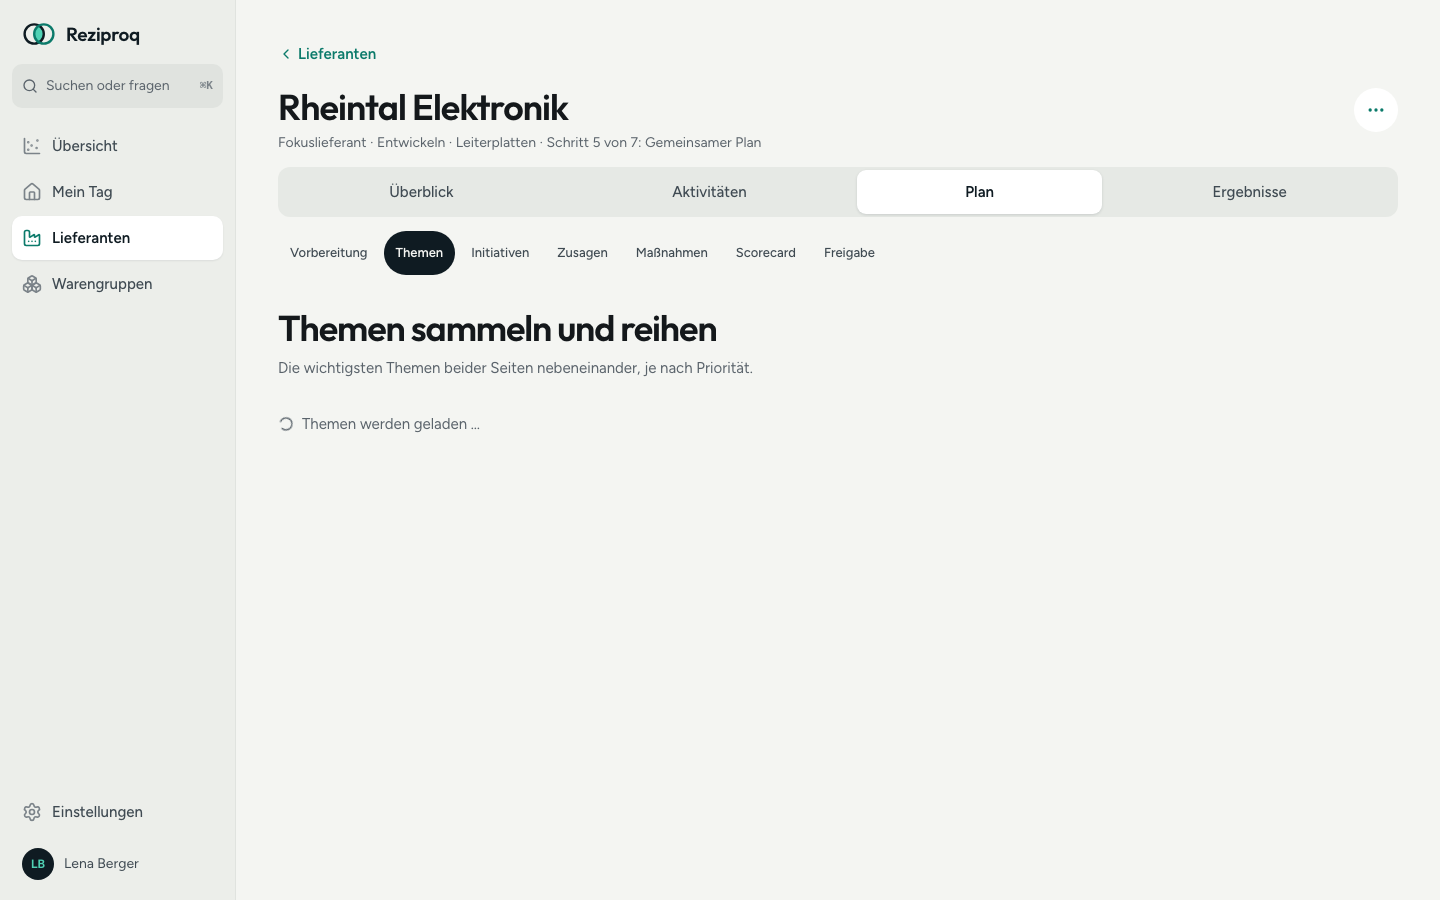 Reziproq
Suchen oder fragen ⌘K
Übersicht
Mein Tag
Lieferanten
Warengruppen
Einstellungen
LB Lena Berger
Lieferanten
Rheintal Elektronik
Fokuslieferant · Entwickeln · Leiterplatten · Schritt 5 von 7: Gemeinsamer Plan
Überblick Aktivitäten Plan Ergebnisse
Vorbereitung Themen Initiativen Zusagen Maßnahmen Scorecard Freigabe
Themen sammeln und reihen
Die wichtigsten Themen beider Seiten nebeneinander, je nach Priorität.
Themen werden geladen ...